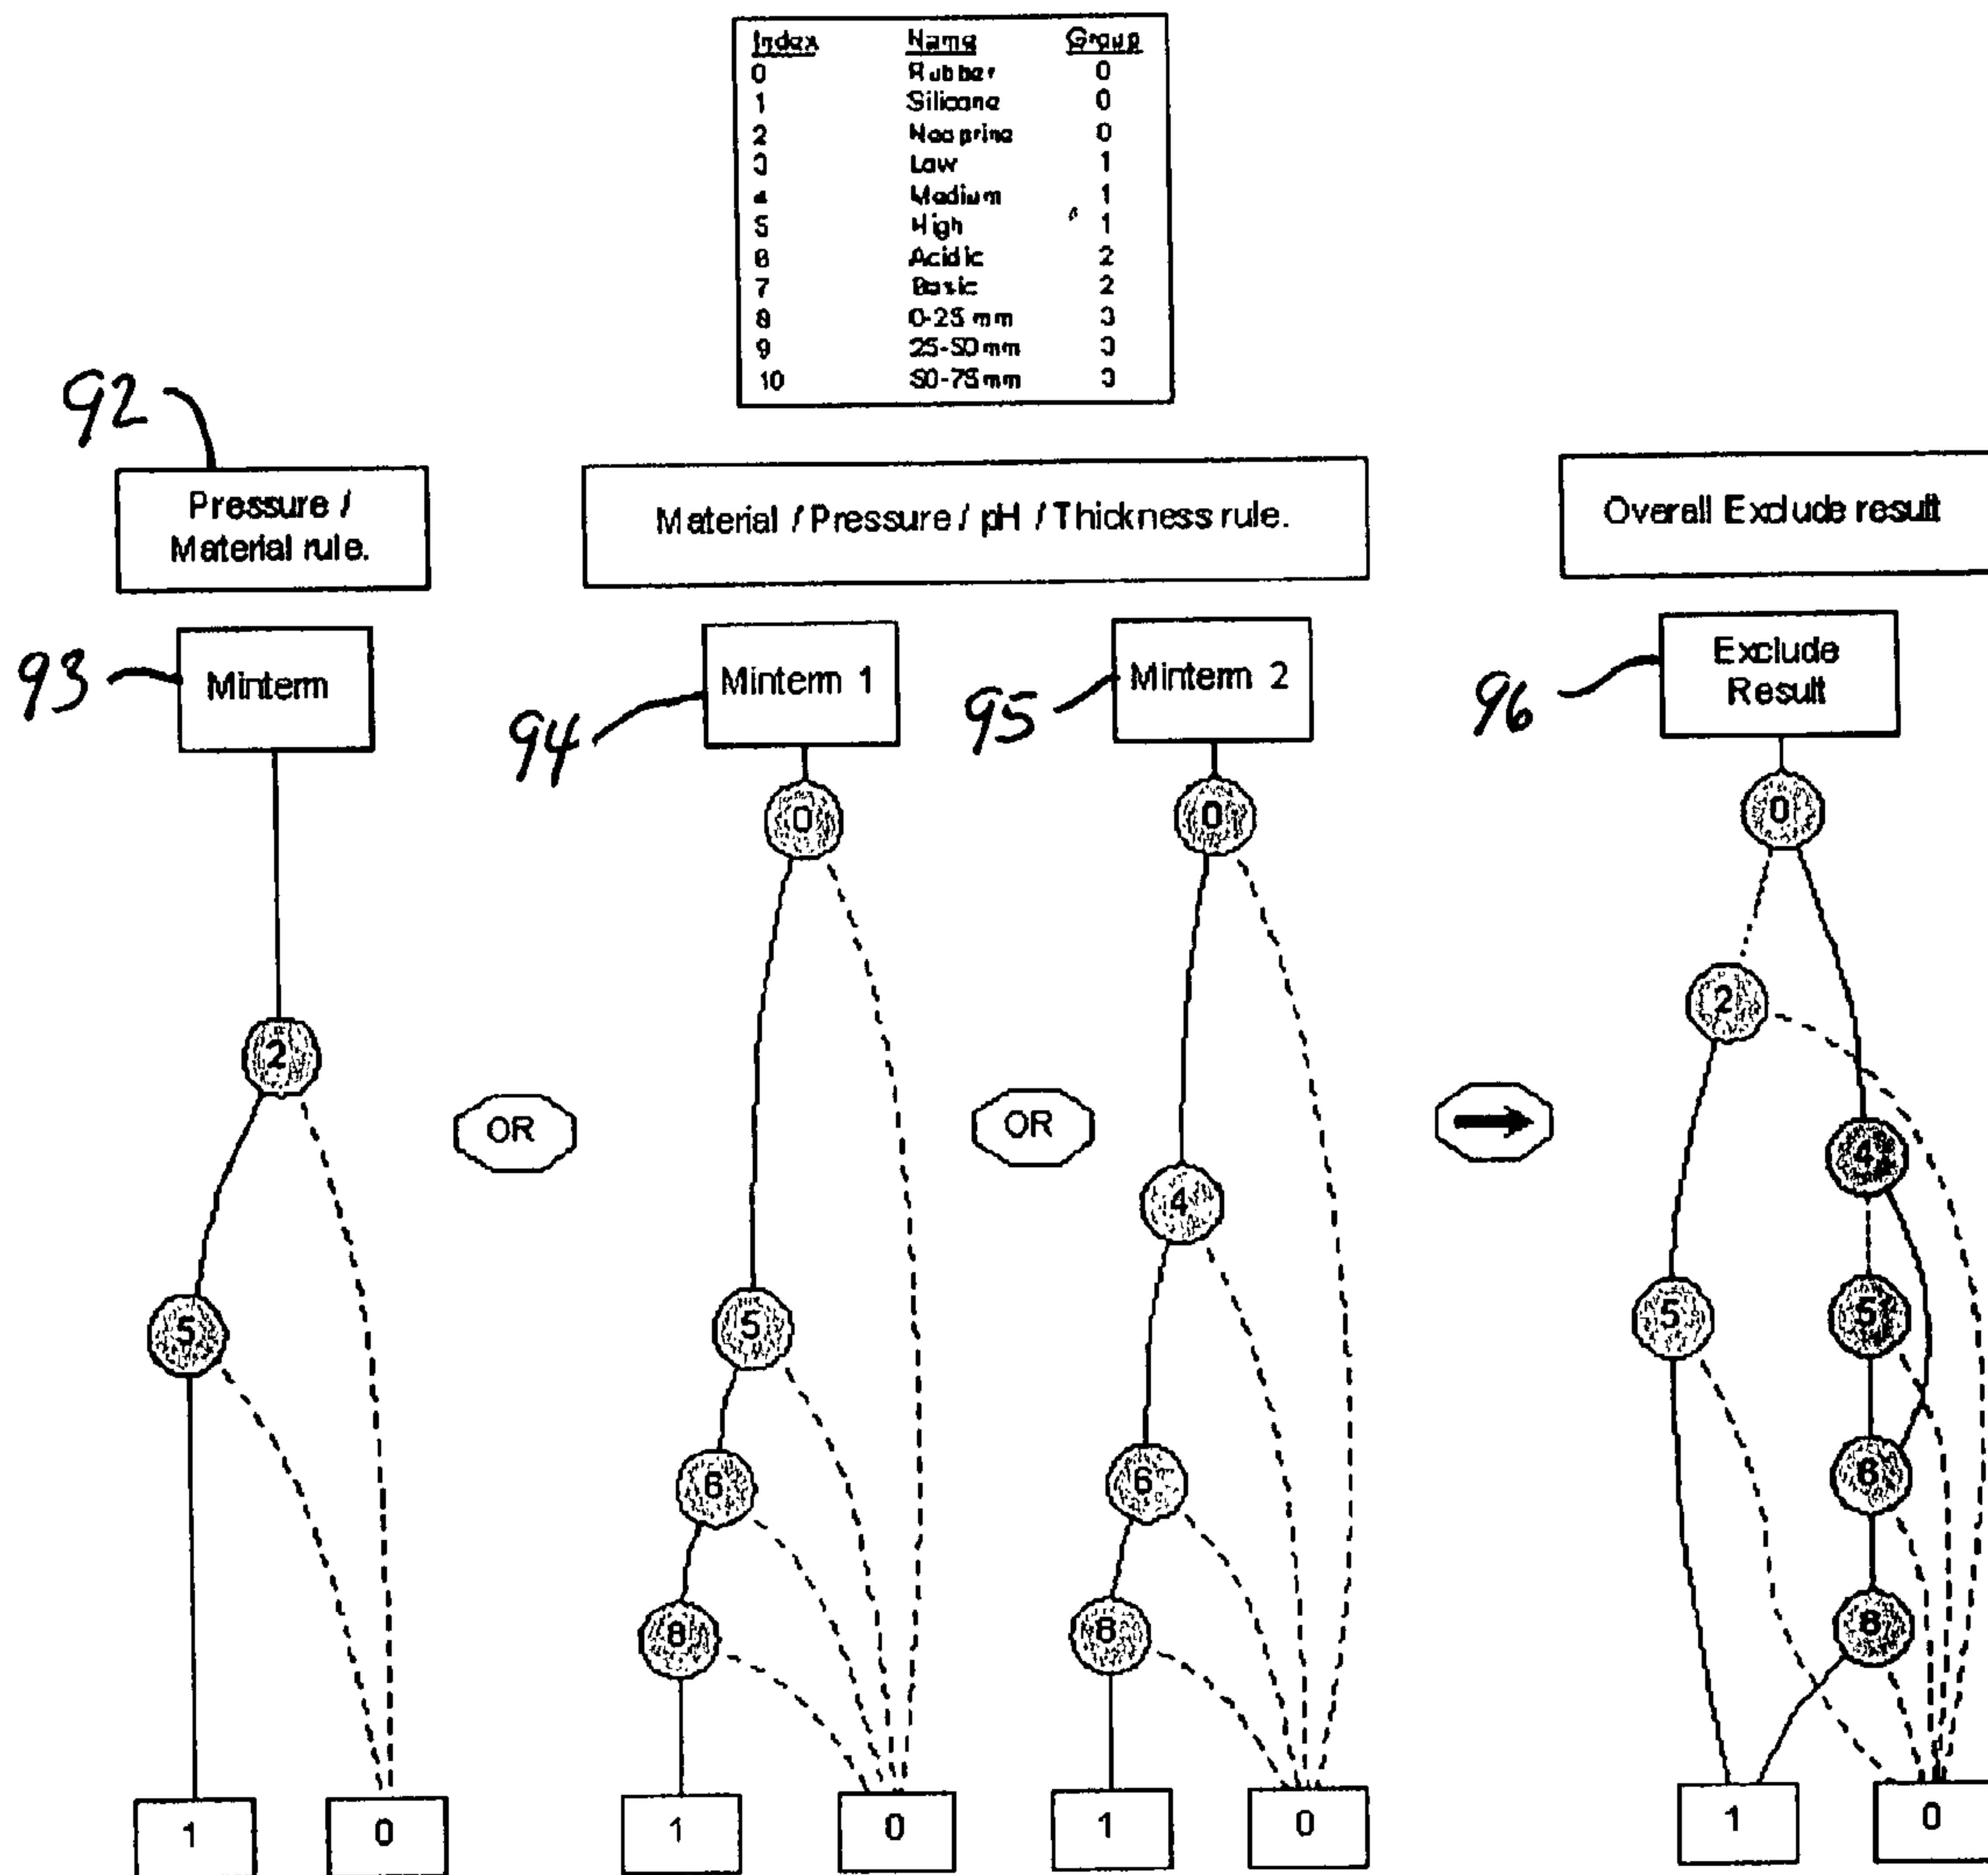 Index Name Group
0 Rubber 0
1 Silicone 0
2 Neoprine 0
3 Low 1
4 Medium 1
5 High 1
6 Acidic 2
7 Basic 2
8 0-25 mm 3
9 25-50 mm 3
10 50-75 mm 3
92
Pressure /
Material rule.
Material / Pressure / pH / Thickness rule.
Overall Exclude result
93
Minterm
94
Minterm 1
95
Minterm 2
96
Exclude
Result
0
0
0
2
2
OR
OR
4
4
5
5
5
5
6
6
6
8
8
8
1
0
1
0
1
0
1
0